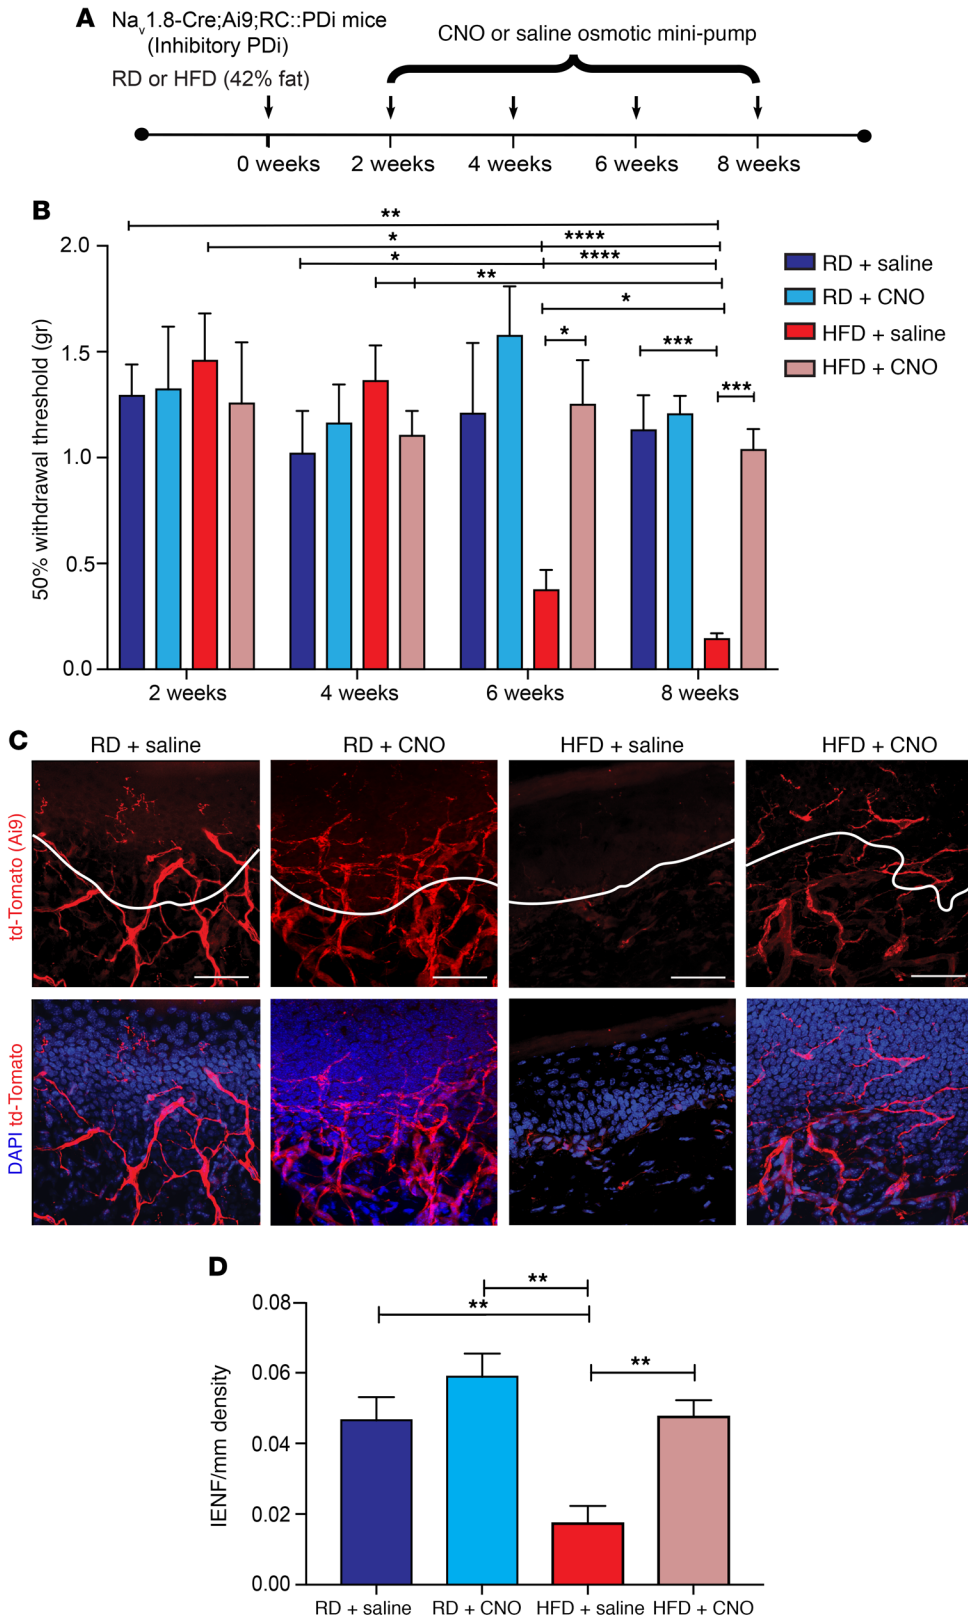 A
Nav1.8-Cre;Ai9;RC::PDi mice
(Inhibitory PDi)
RD or HFD (42% fat)
CNO or saline osmotic mini-pump
0 weeks 2 weeks 4 weeks 6 weeks 8 weeks
B
**
* ****
* ****
**
*
*
***
***
2.0
1.5
1.0
0.5
0.0
50% withdrawal threshold (gr)
2 weeks 4 weeks 6 weeks 8 weeks
RD + saline
RD + CNO
HFD + saline
HFD + CNO
C
RD + saline RD + CNO HFD + saline HFD + CNO
td-Tomato (Ai9)
DAPI td-Tomato
D
**
**
**
0.08
0.06
0.04
0.02
0.00
IENF/mm density
RD + saline RD + CNO HFD + saline HFD + CNO